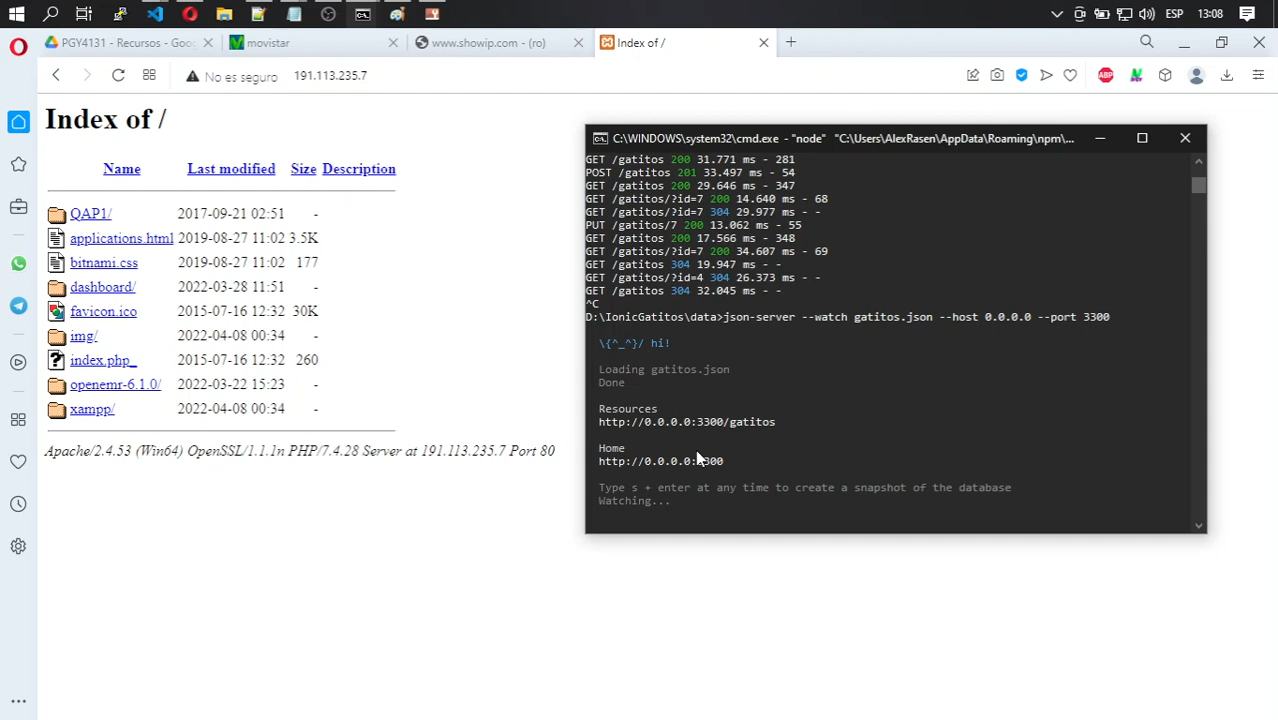 ESP 13:08
PGY4131 - Recursos - Goo
movistar
www.showip.com - (ro)
Index of /
No es seguro 191.113.235.7
ABP
Index of /
Name Last modified Size Description
QAP1/ 2017-09-21 02:51 -
applications.html 2019-08-27 11:02 3.5K
bitnami.css 2019-08-27 11:02 177
dashboard/ 2022-03-28 11:51 -
favicon.ico 2015-07-16 12:32 30K
img/ 2022-04-08 00:34 -
index.php_ 2015-07-16 12:32 260
openemr-6.1.0/ 2022-03-22 15:23 -
xampp/ 2022-04-08 00:34 -
Apache/2.4.53 (Win64) OpenSSL/1.1.1n PHP/7.4.28 Server at 191.113.235.7 Port 80
C:\WINDOWS\system32\cmd.exe - "node" "C:\Users\AlexRasen\AppData\Roaming\npm\...
GET /gatitos 200 31.771 ms - 281
POST /gatitos 201 33.497 ms - 54
GET /gatitos 200 29.646 ms - 347
GET /gatitos/?id=7 200 14.640 ms - 68
GET /gatitos/?id=7 304 29.977 ms - -
PUT /gatitos/7 200 13.062 ms - 55
GET /gatitos 200 17.566 ms - 348
GET /gatitos/?id=7 200 34.607 ms - 69
GET /gatitos 304 19.947 ms - -
GET /gatitos/?id=4 304 26.373 ms - -
GET /gatitos 304 32.045 ms - -
^C
D:\IonicGatitos\data>json-server --watch gatitos.json --host 0.0.0.0 --port 3300
\{^_^}/ hi!
Loading gatitos.json
Done
Resources
http://0.0.0.0:3300/gatitos
Home
http://0.0.0.0:3300
Type s + enter at any time to create a snapshot of the database
Watching...